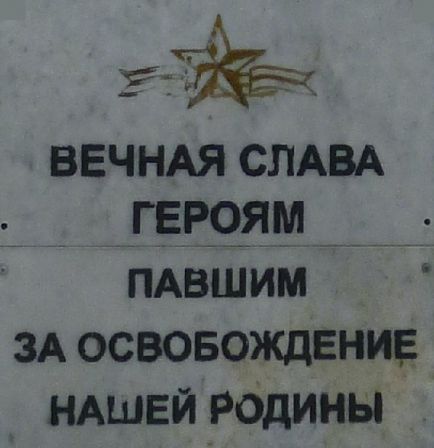 ВЕЧНАЯ СЛАВА
ГЕРОЯМ
ПАВШИМ
ЗА ОСВОБОЖДЕНИЕ
НАШЕЙ РОДИНЫ